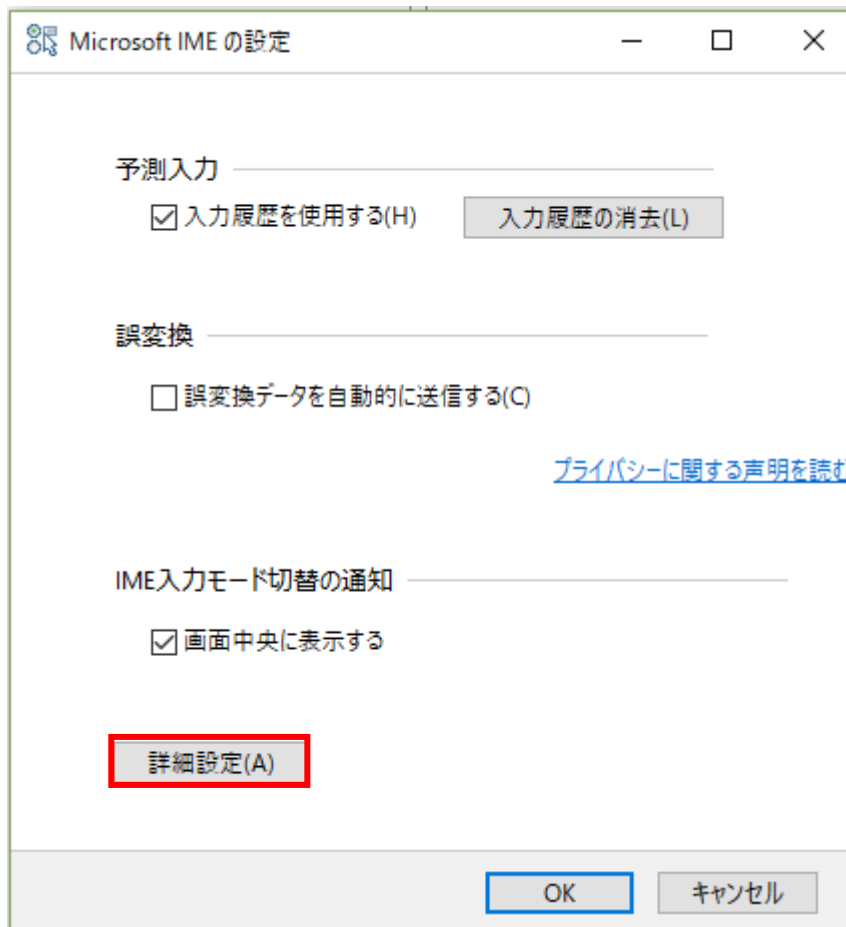 Microsoft IME の設定
予測入力
入力履歴を使用する(H) 入力履歴の消去(L)
誤変換
誤変換データを自動的に送信する(C)
プライバシーに関する声明を読む
IME入力モード切替の通知
画面中央に表示する
詳細設定(A)
OK キャンセル